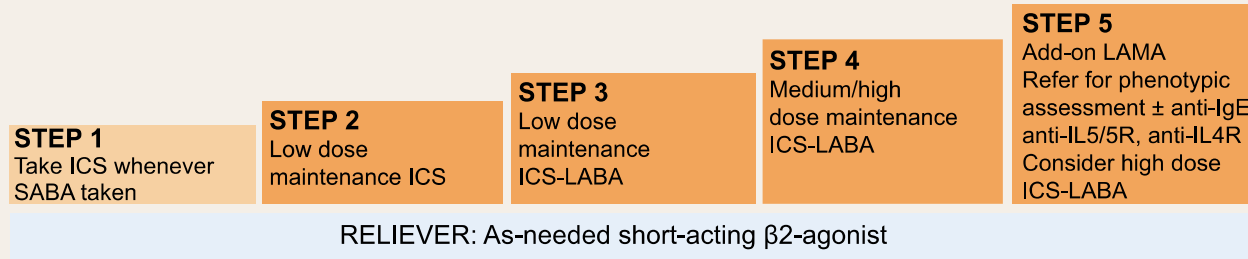 STEP 1
Take ICS whenever
SABA taken
STEP 2
Low dose
maintenance ICS
STEP 3
Low dose
maintenance
ICS-LABA
STEP 4
Medium/high
dose maintenance
ICS-LABA
STEP 5
Add-on LAMA
Refer for phenotypic
assessment ± anti-IgE
anti-IL5/5R, anti-IL4R
Consider high dose
ICS-LABA
RELIEVER: As-needed short-acting β2-agonist